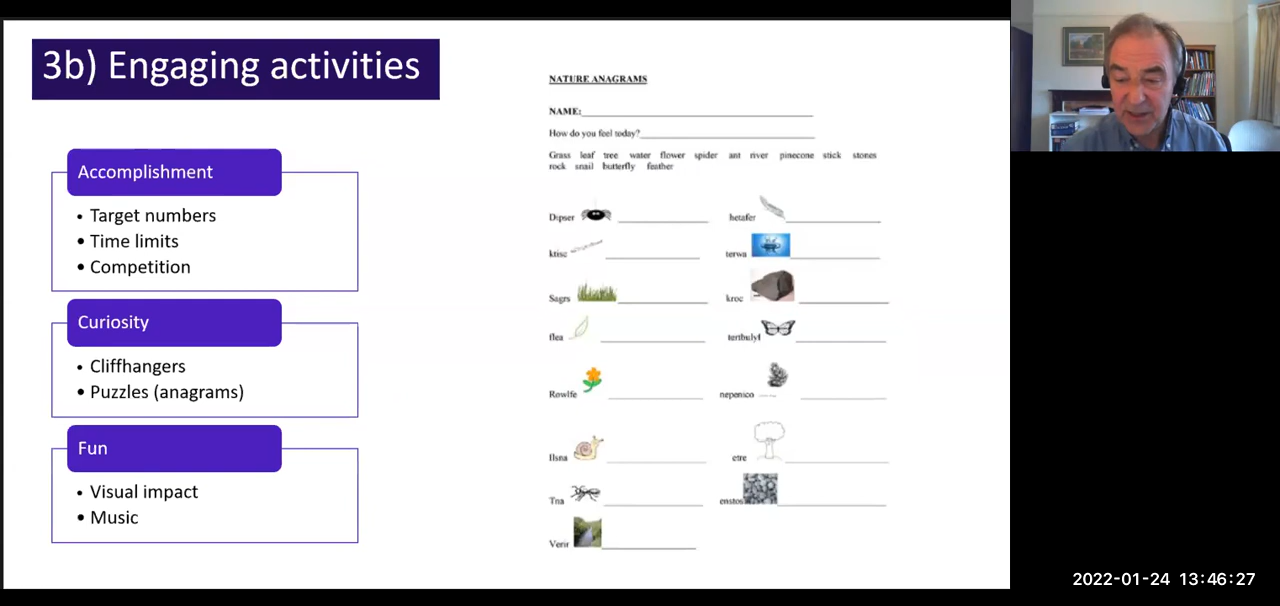 3b) Engaging activities
Accomplishment
• Target numbers
• Time limits
• Competition
Curiosity
• Cliffhangers
• Puzzles (anagrams)
Fun
• Visual impact
• Music
NATURE ANAGRAMS
NAME:
How do you feel today?
Grass leaf tree water flower spider ant river pinecone stick stones
rock snail butterfly feather
Dipser hetafer
ktisc terwa
Sagrs kroc
flea tertbulyf
Rowlfe nepenico
Ilsna etre
Tna enstos
Verir
2022-01-24 13:46:27